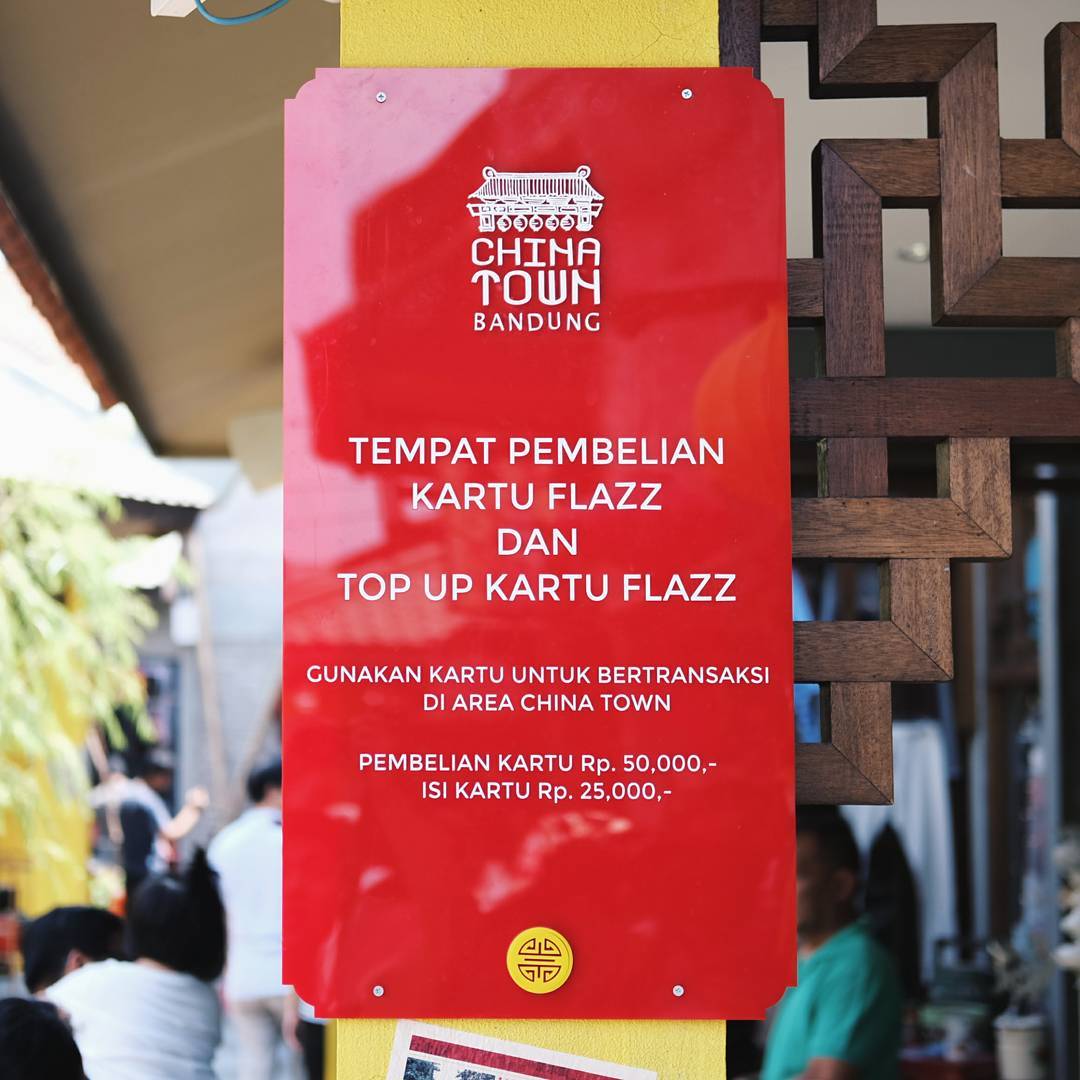 CHINA
TOWN
BANDUNG
TEMPAT PEMBELIAN
KARTU FLAZZ
DAN
TOP UP KARTU FLAZZ
GUNAKAN KARTU UNTUK BERTRANSAKSI
DI AREA CHINA TOWN
PEMBELIAN KARTU Rp. 50,000,-
ISI KARTU Rp. 25,000,-